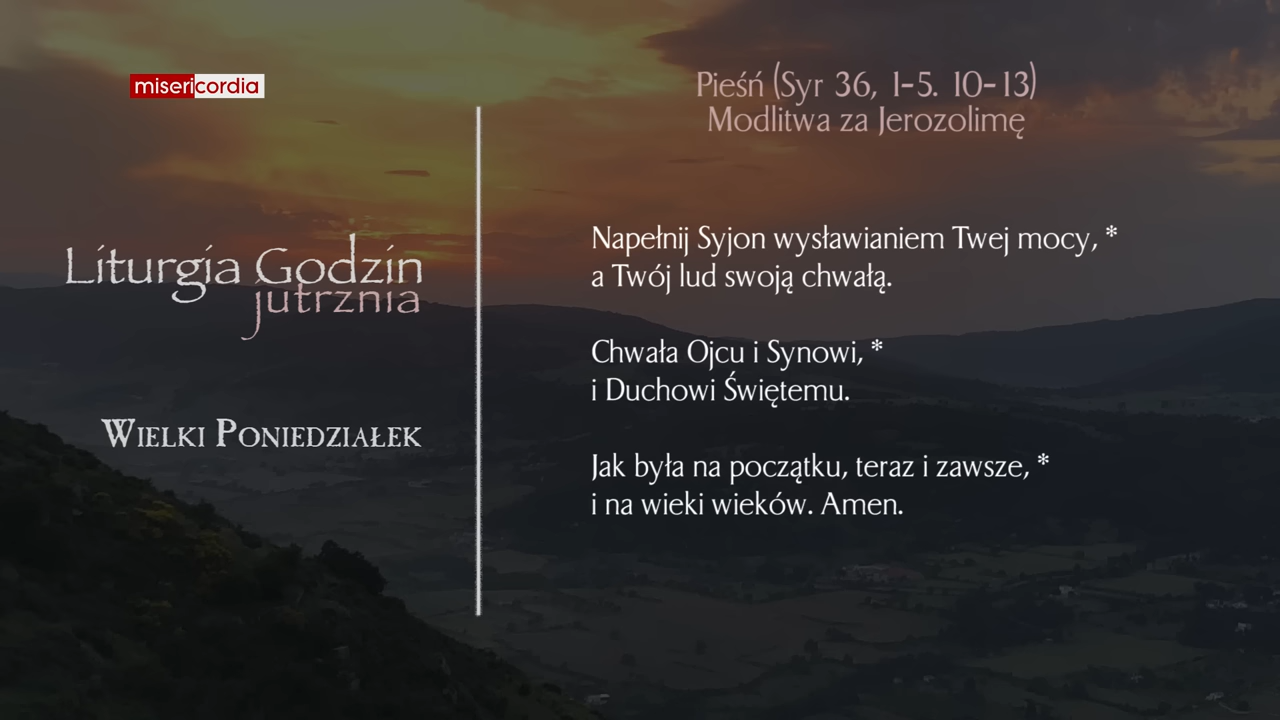 misericordia
Liturgia Godzin
jutrznia
Wielki Poniedziałek
Pieśń (Syr 36, 1-5. 10-13)
Modlitwa za Jerozolimę
Napełnij Syjon wysławianiem Twej mocy, *
a Twój lud swoją chwałą.
Chwała Ojcu i Synowi, *
i Duchowi Świętemu.
Jak była na początku, teraz i zawsze, *
i na wieki wieków. Amen.